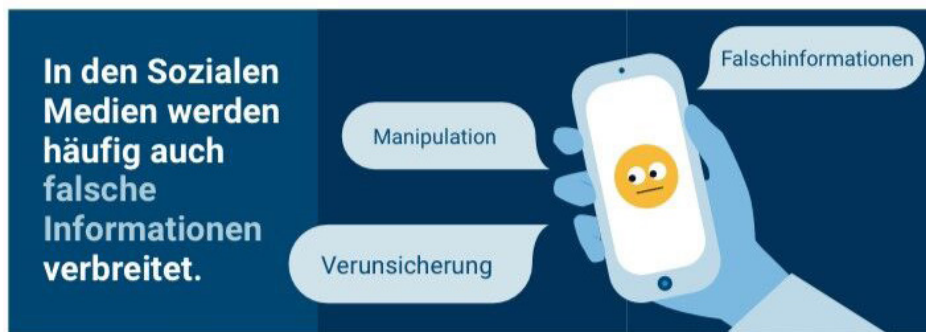 In den Sozialen
Medien werden
häufig auch
falsche
Informationen
verbreitet.
Falschinformationen
Manipulation
Verunsicherung